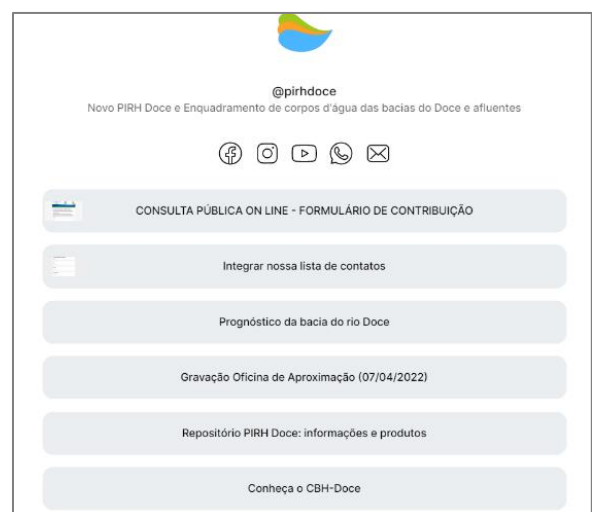 @pirhdoce
Novo PIRH Doce e Enquadramento de corpos d'água das bacias do Doce e afluentes
CONSULTA PÚBLICA ON LINE - FORMULÁRIO DE CONTRIBUIÇÃO
Integrar nossa lista de contatos
Prognóstico da bacia do rio Doce
Gravação Oficina de Aproximação (07/04/2022)
Repositório PIRH Doce: informações e produtos
Conheça o CBH-Doce